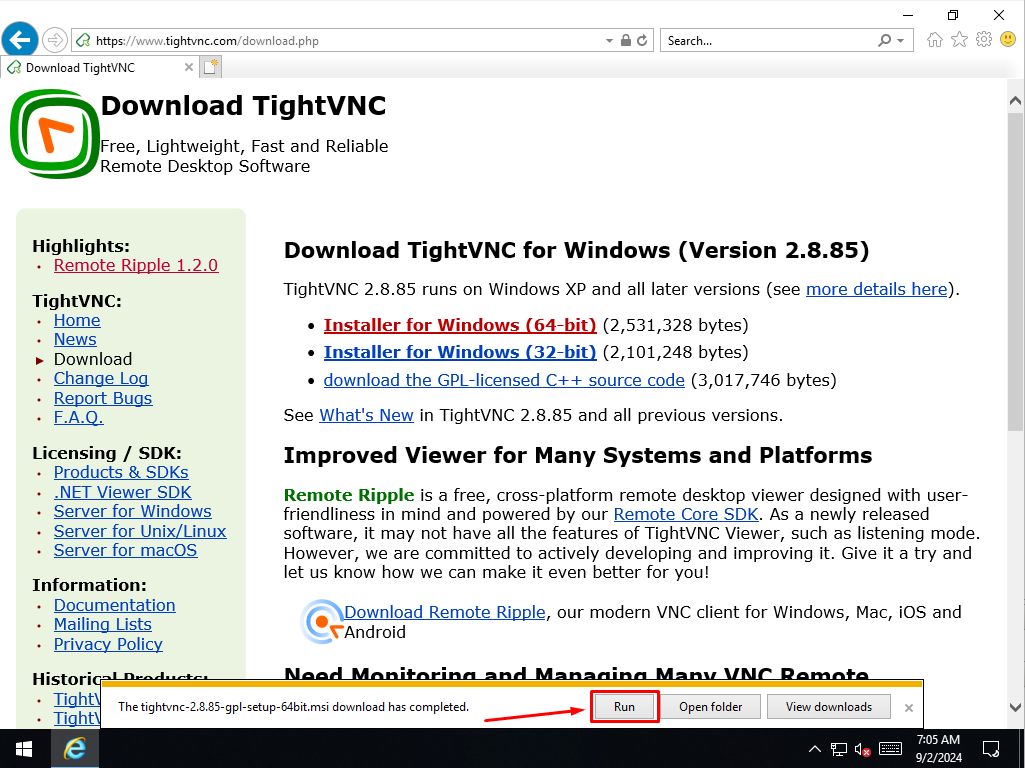 https://www.tightvnc.com/download.php
Search...
Download TightVNC
Download TightVNC
Free, Lightweight, Fast and Reliable
Remote Desktop Software
Highlights:
Remote Ripple 1.2.0
TightVNC:
Home
News
Download
Change Log
Report Bugs
F.A.Q.
Licensing / SDK:
Products & SDKs
.NET Viewer SDK
Server for Windows
Server for Unix/Linux
Server for macOS
Information:
Documentation
Mailing Lists
Privacy Policy
Historical Products:
TightV
TightV
Download TightVNC for Windows (Version 2.8.85)
TightVNC 2.8.85 runs on Windows XP and all later versions (see more details here).
• Installer for Windows (64-bit) (2,531,328 bytes)
• Installer for Windows (32-bit) (2,101,248 bytes)
• download the GPL-licensed C++ source code (3,017,746 bytes)
See What's New in TightVNC 2.8.85 and all previous versions.
Improved Viewer for Many Systems and Platforms
Remote Ripple is a free, cross-platform remote desktop viewer designed with user-
friendliness in mind and powered by our Remote Core SDK. As a newly released
software, it may not have all the features of TightVNC Viewer, such as listening mode.
However, we are committed to actively developing and improving it. Give it a try and
let us know how we can make it even better for you!
Download Remote Ripple, our modern VNC client for Windows, Mac, iOS and
Android
Need Monitoring and Managing Many VNC Remote
The tightvnc-2.8.85-gpl-setup-64bit.msi download has completed.
Run
Open folder
View downloads
7:05 AM
9/2/2024